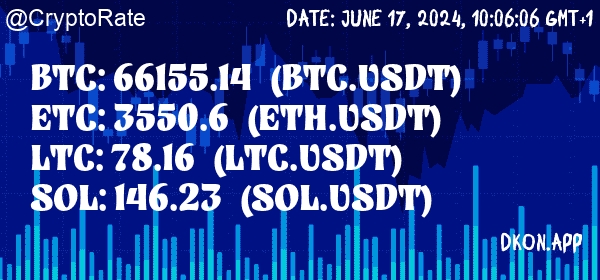 @CryptoRate
DATE: JUNE 17, 2024, 10:06:06 GMT+1
BTC: 66155.14 (BTC.USDT)
ETC: 3550.6 (ETH.USDT)
LTC: 78.16 (LTC.USDT)
SOL: 146.23 (SOL.USDT)
DKON.APP